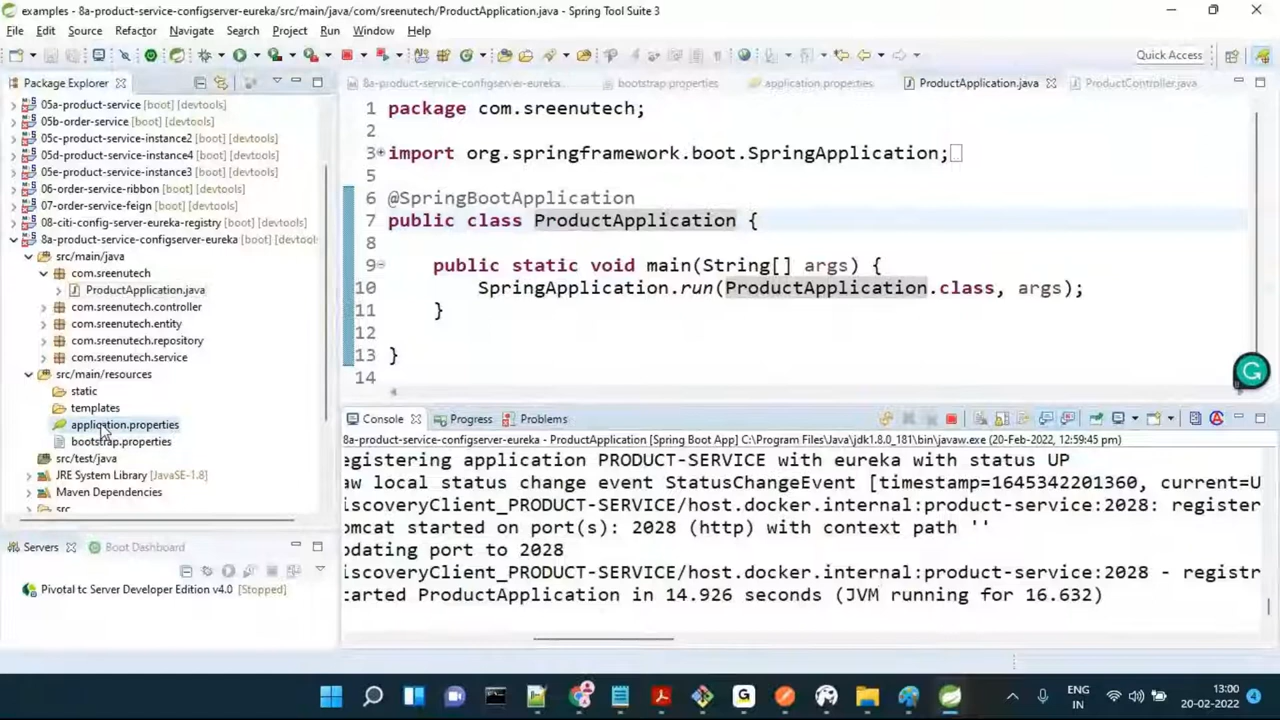 examples - 8a-product-service-configserver-eureka/src/main/java/com/sreenutech/ProductApplication.java - Spring Tool Suite 3
File Edit Source Refactor Navigate Search Project Run Window Help
Quick Access
Package Explorer
05a-product-service [boot] [devtools]
05b-order-service [boot] [devtools]
05c-product-service-instance2 [boot] [devtools]
05d-product-service-instance4 [boot] [devtools]
05e-product-service-instance3 [boot] [devtools]
06-order-service-ribbon [boot] [devtools]
07-order-service-feign [boot] [devtools]
08-citi-config-server-eureka-registry [boot] [devtools]
8a-product-service-configserver-eureka [boot] [devtool
src/main/java
com.sreenutech
ProductApplication.java
com.sreenutech.controller
com.sreenutech.entity
com.sreenutech.repository
com.sreenutech.service
src/main/resources
static
templates
application.properties
bootstrap.properties
src/test/java
JRE System Library [JavaSE-1.8]
Maven Dependencies
src
Servers Boot Dashboard
Pivotal tc Server Developer Edition v4.0 [Stopped]
8a-product-service-configserver-eureka... bootstrap.properties application.properties ProductApplication.java ProductController.java
1 package com.sreenutech;
2
3 import org.springframework.boot.SpringApplication;
5
6 @SpringBootApplication
7 public class ProductApplication {
8
9 public static void main(String[] args) {
10 SpringApplication.run(ProductApplication.class, args);
11 }
12
13 }
14
Console Progress Problems
8a-product-service-configserver-eureka - ProductApplication [Spring Boot App] C:\Program Files\Java\jdk1.8.0_181\bin\javaw.exe (20-Feb-2022, 12:59:45 pm)
egistering application PRODUCT-SERVICE with eureka with status UP
aw local status change event StatusChangeEvent [timestamp=1645342201360, current=U
iscoveryClient_PRODUCT-SERVICE/host.docker.internal:product-service:2028: register
omcat started on port(s): 2028 (http) with context path ''
pdating port to 2028
iscoveryClient_PRODUCT-SERVICE/host.docker.internal:product-service:2028 - registr
tarted ProductApplication in 14.926 seconds (JVM running for 16.632)
ENG
IN
13:00
20-02-2022
4